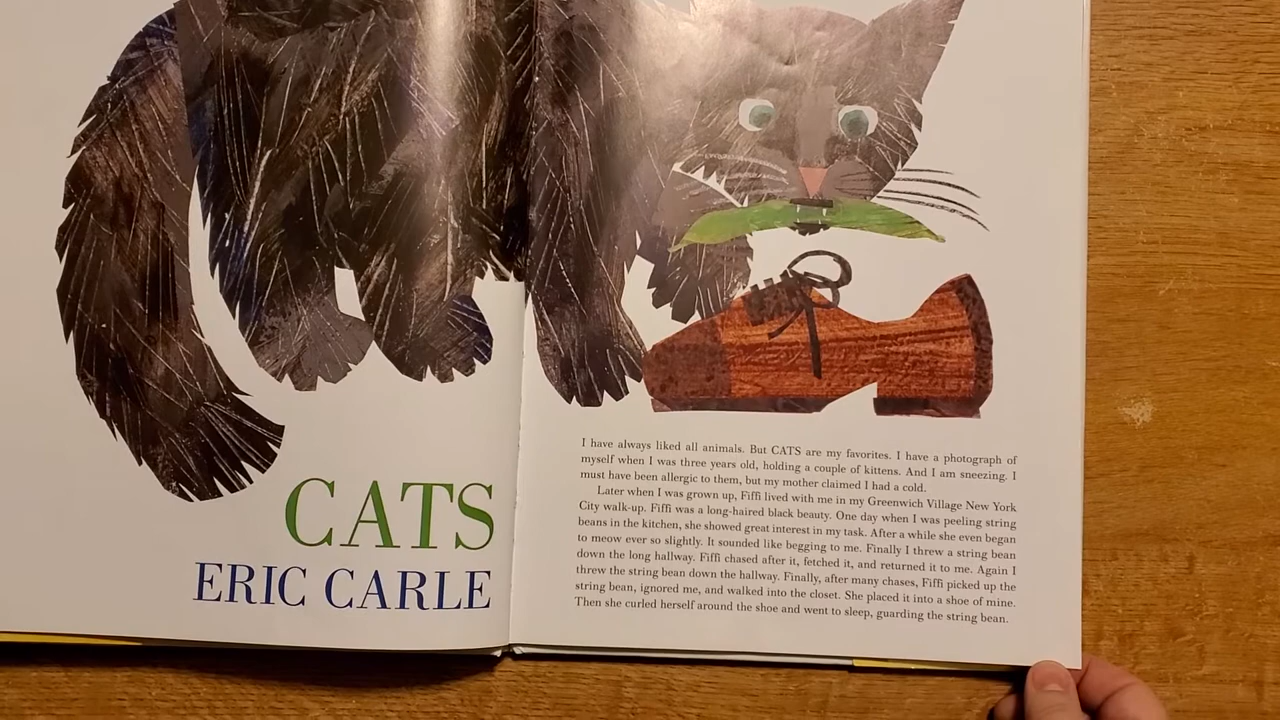 CATS
ERIC CARLE
I have always liked all animals. But CATS are my favorites. I have a photograph of
myself when I was three years old, holding a couple of kittens. And I am sneezing. I
must have been allergic to them, but my mother claimed I had a cold.
Later when I was grown up, Fiffi lived with me in my Greenwich Village New York
City walk-up. Fiffi was a long-haired black beauty. One day when I was peeling string
beans in the kitchen, she showed great interest in my task. After a while she even began
to meow ever so slightly. It sounded like begging to me. Finally I threw a string bean
down the long hallway. Fiffi chased after it, fetched it, and returned it to me. Again I
threw the string bean down the hallway. Finally, after many chases, Fiffi picked up the
string bean, ignored me, and walked into the closet. She placed it into a shoe of mine.
Then she curled herself around the shoe and went to sleep, guarding the string bean.